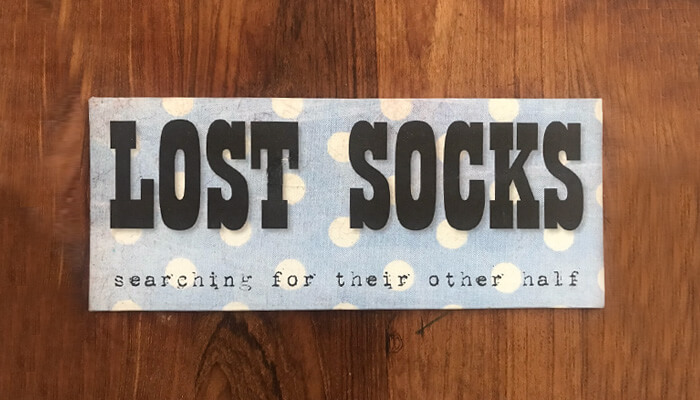 LOST SOCKS
searching for their other half